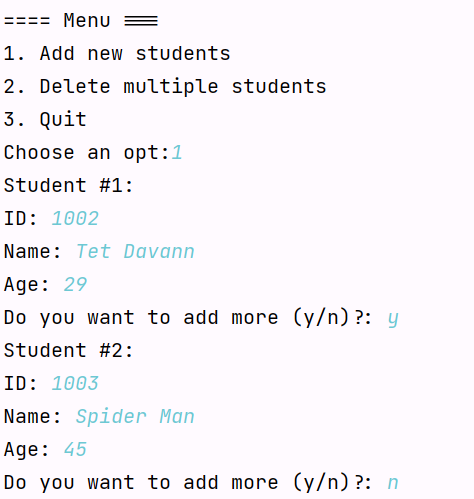 ==== Menu ===
1. Add new students
2. Delete multiple students
3. Quit
Choose an opt:1
Student #1:
ID: 1002
Name: Tet Davann
Age: 29
Do you want to add more (y/n)?: y
Student #2:
ID: 1003
Name: Spider Man
Age: 45
Do you want to add more (y/n)?: n